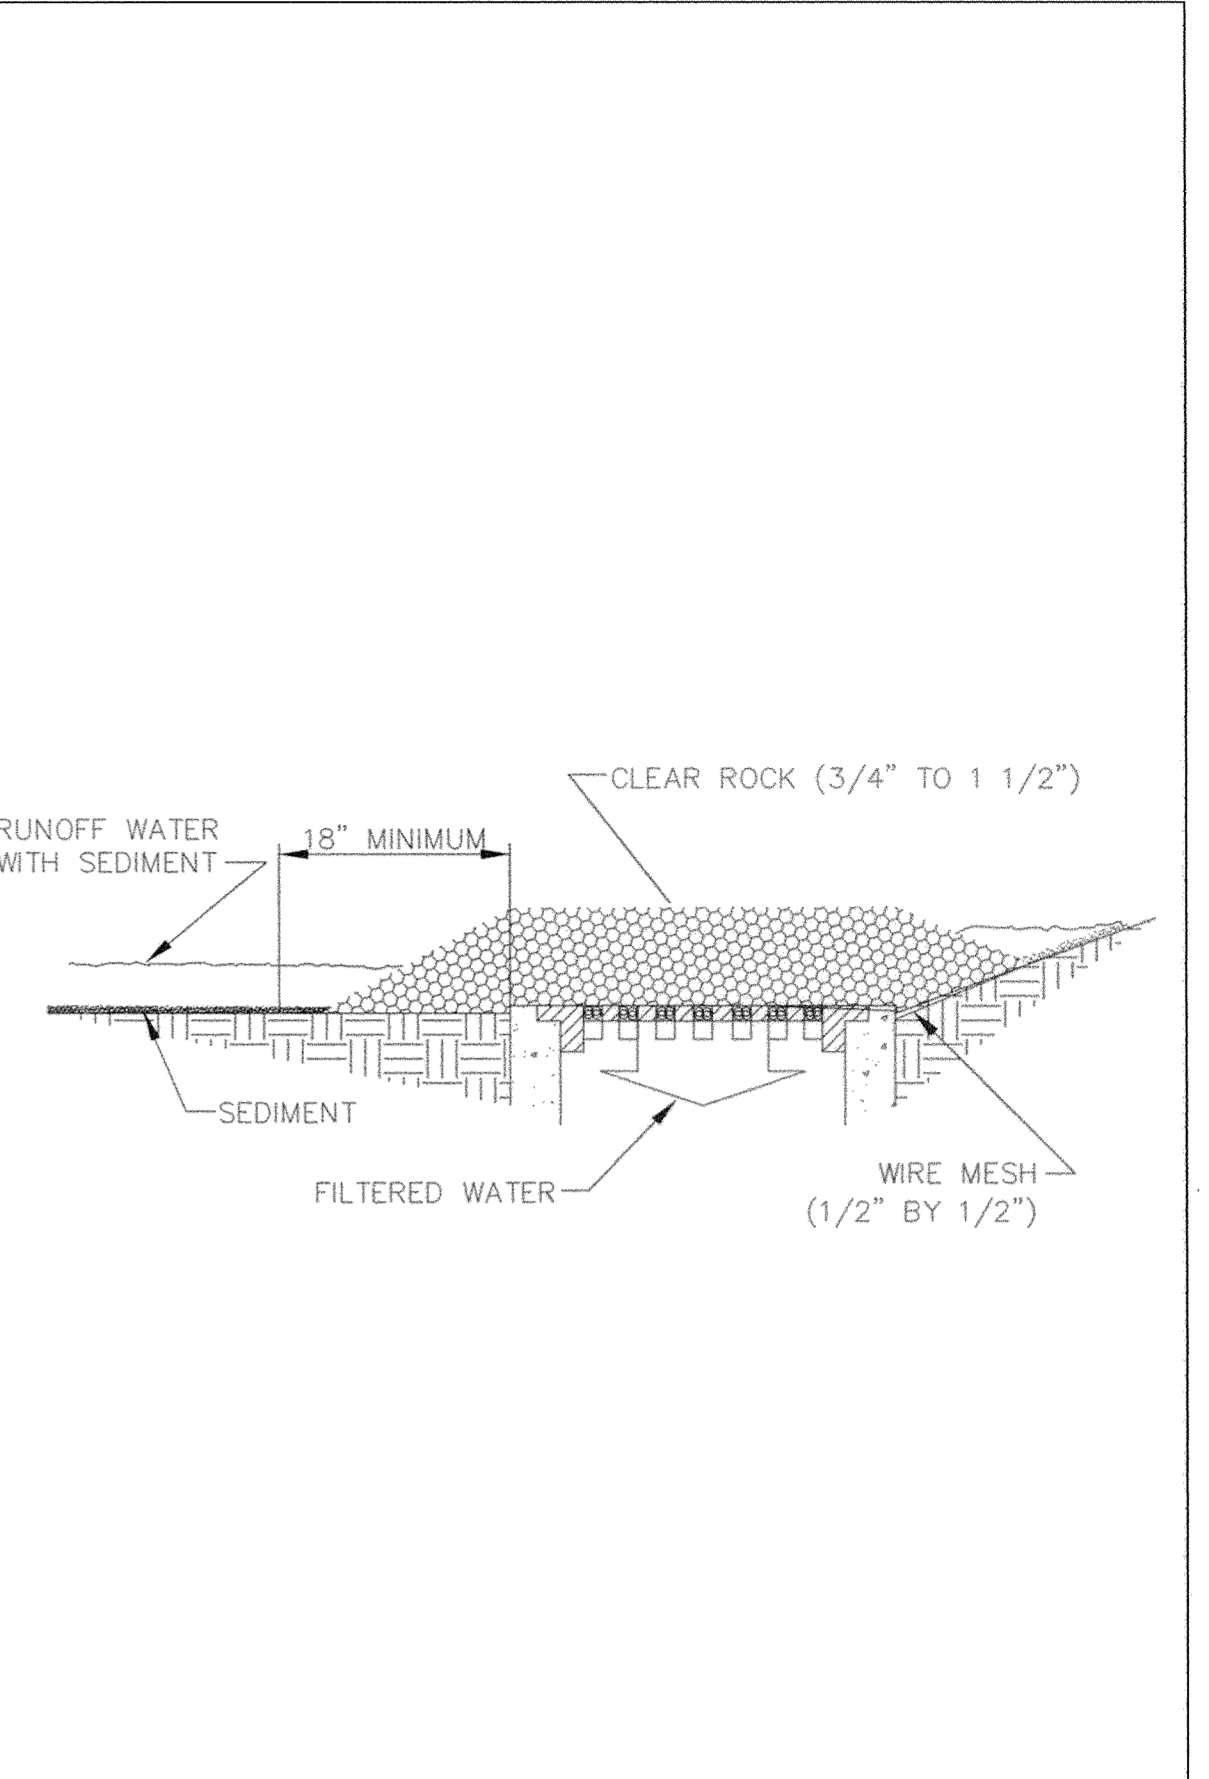 CLEAR ROCK (3/4" TO 1 1/2")
RUNOFF WATER
WITH SEDIMENT
18" MINIMUM
SEDIMENT
FILTERED WATER
WIRE MESH
(1/2" BY 1/2")